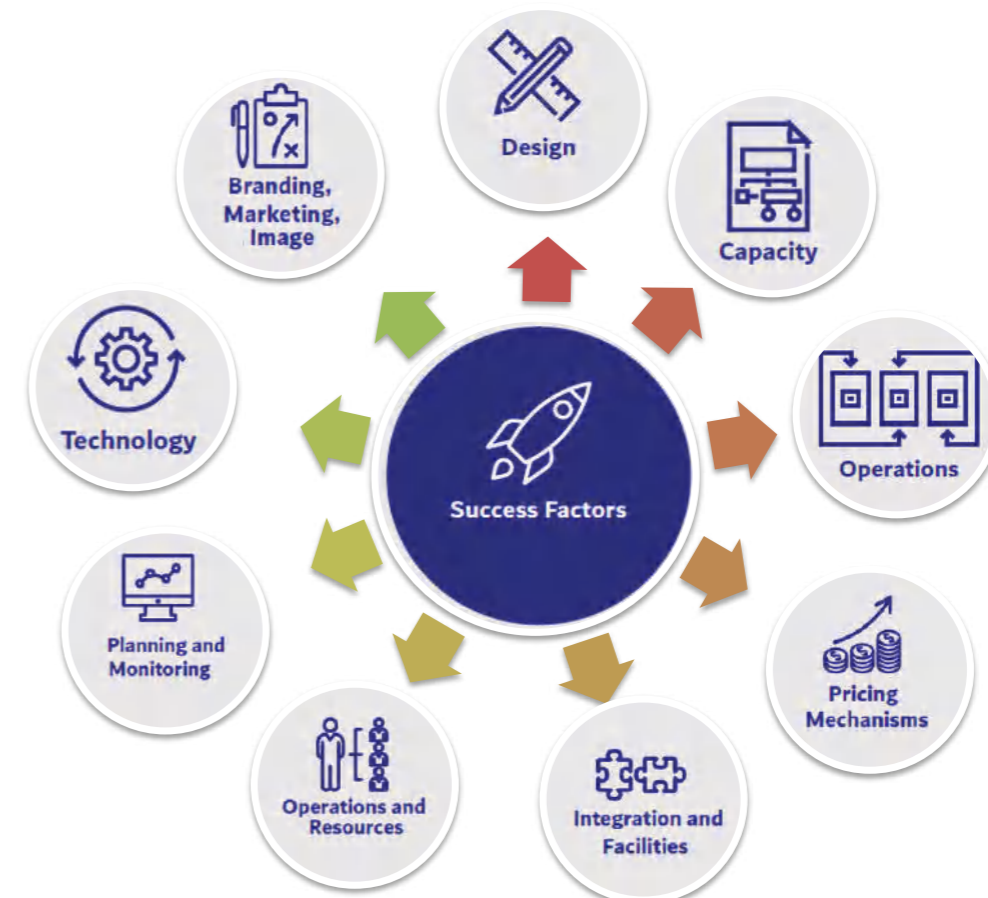 Design
Capacity
Operations
Pricing
Mechanisms
Integration and
Facilities
Operations and
Resources
Planning and
Monitoring
Technology
Branding,
Marketing,
Image
Success Factors